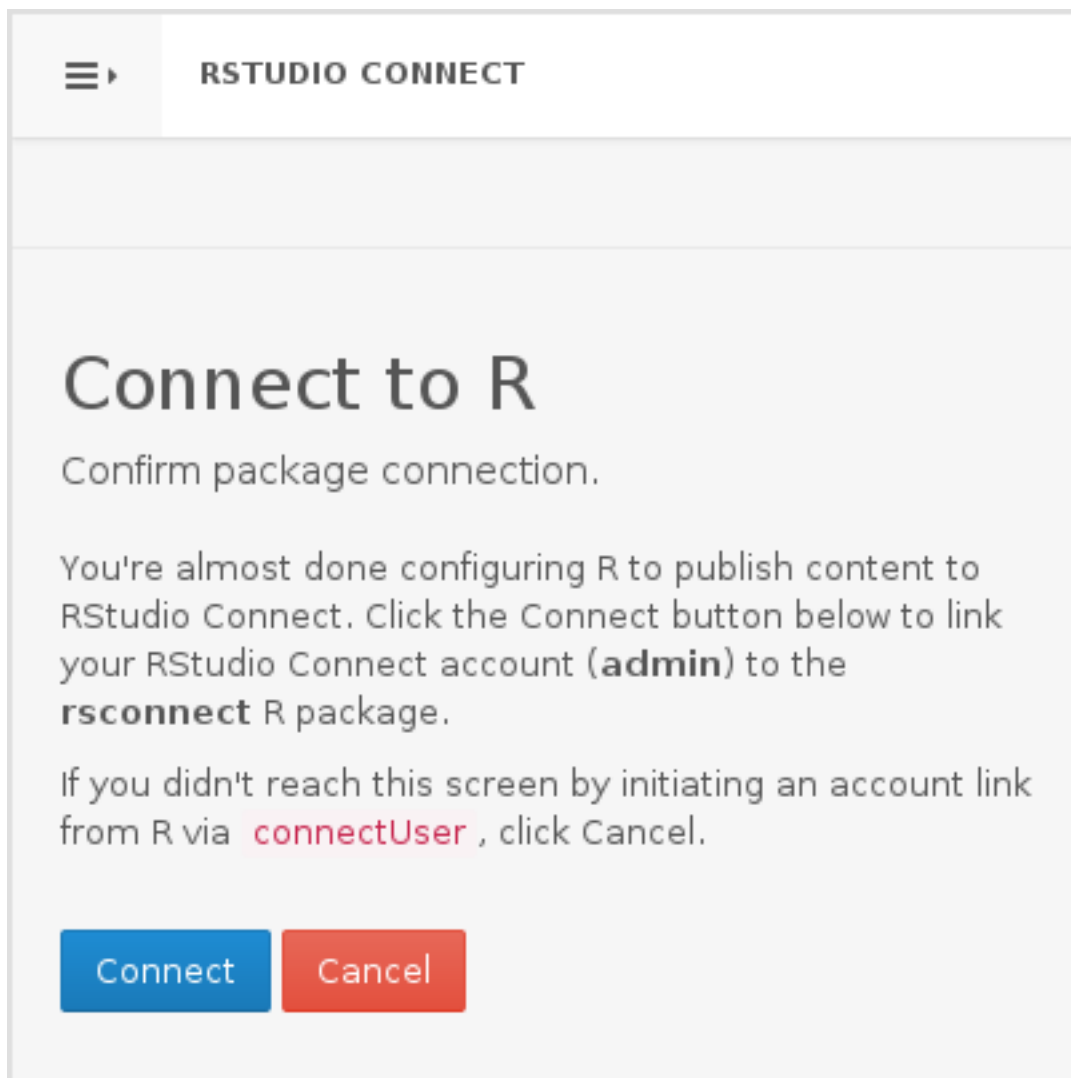 RSTUDIO CONNECT
Connect to R
Confirm package connection.
You're almost done configuring R to publish content to
RStudio Connect. Click the Connect button below to link
your RStudio Connect account (admin) to the
rsconnect R package.
If you didn't reach this screen by initiating an account link
from R via connectUser, click Cancel.
Connect Cancel